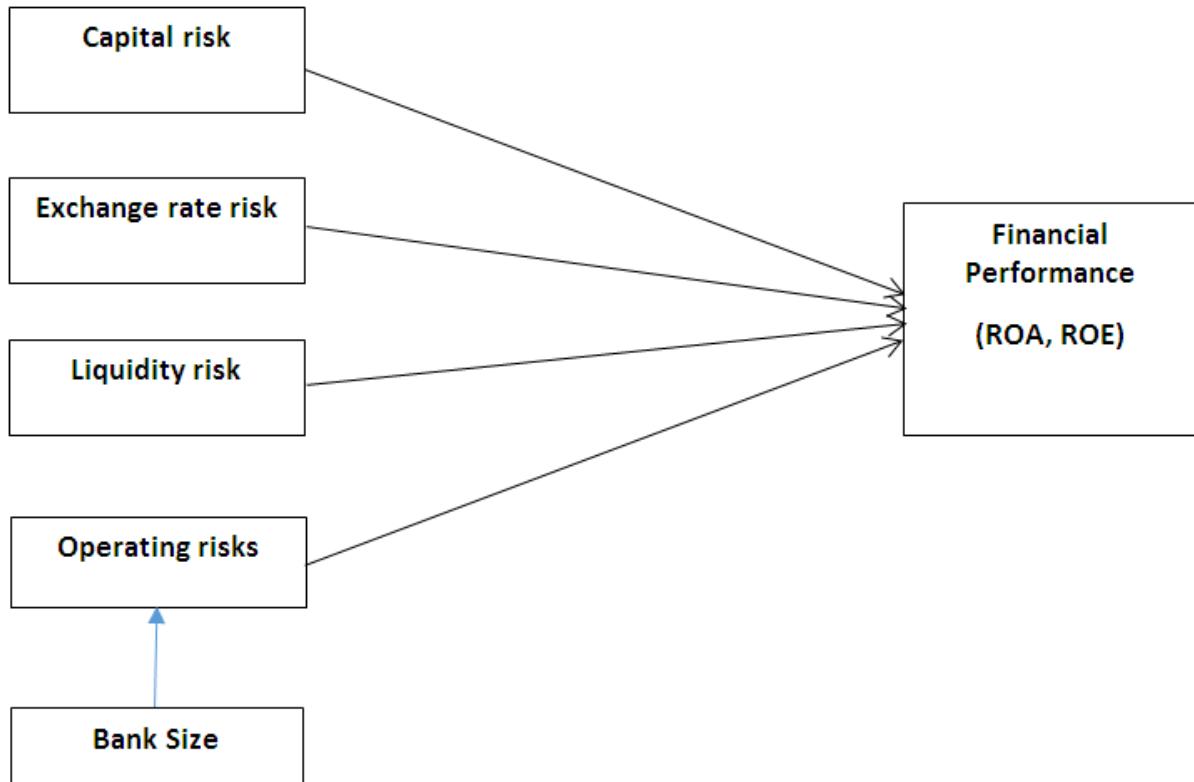 Capital risk
Exchange rate risk
Financial
Performance
(ROA, ROE)
Liquidity risk
Operating risks
Bank Size